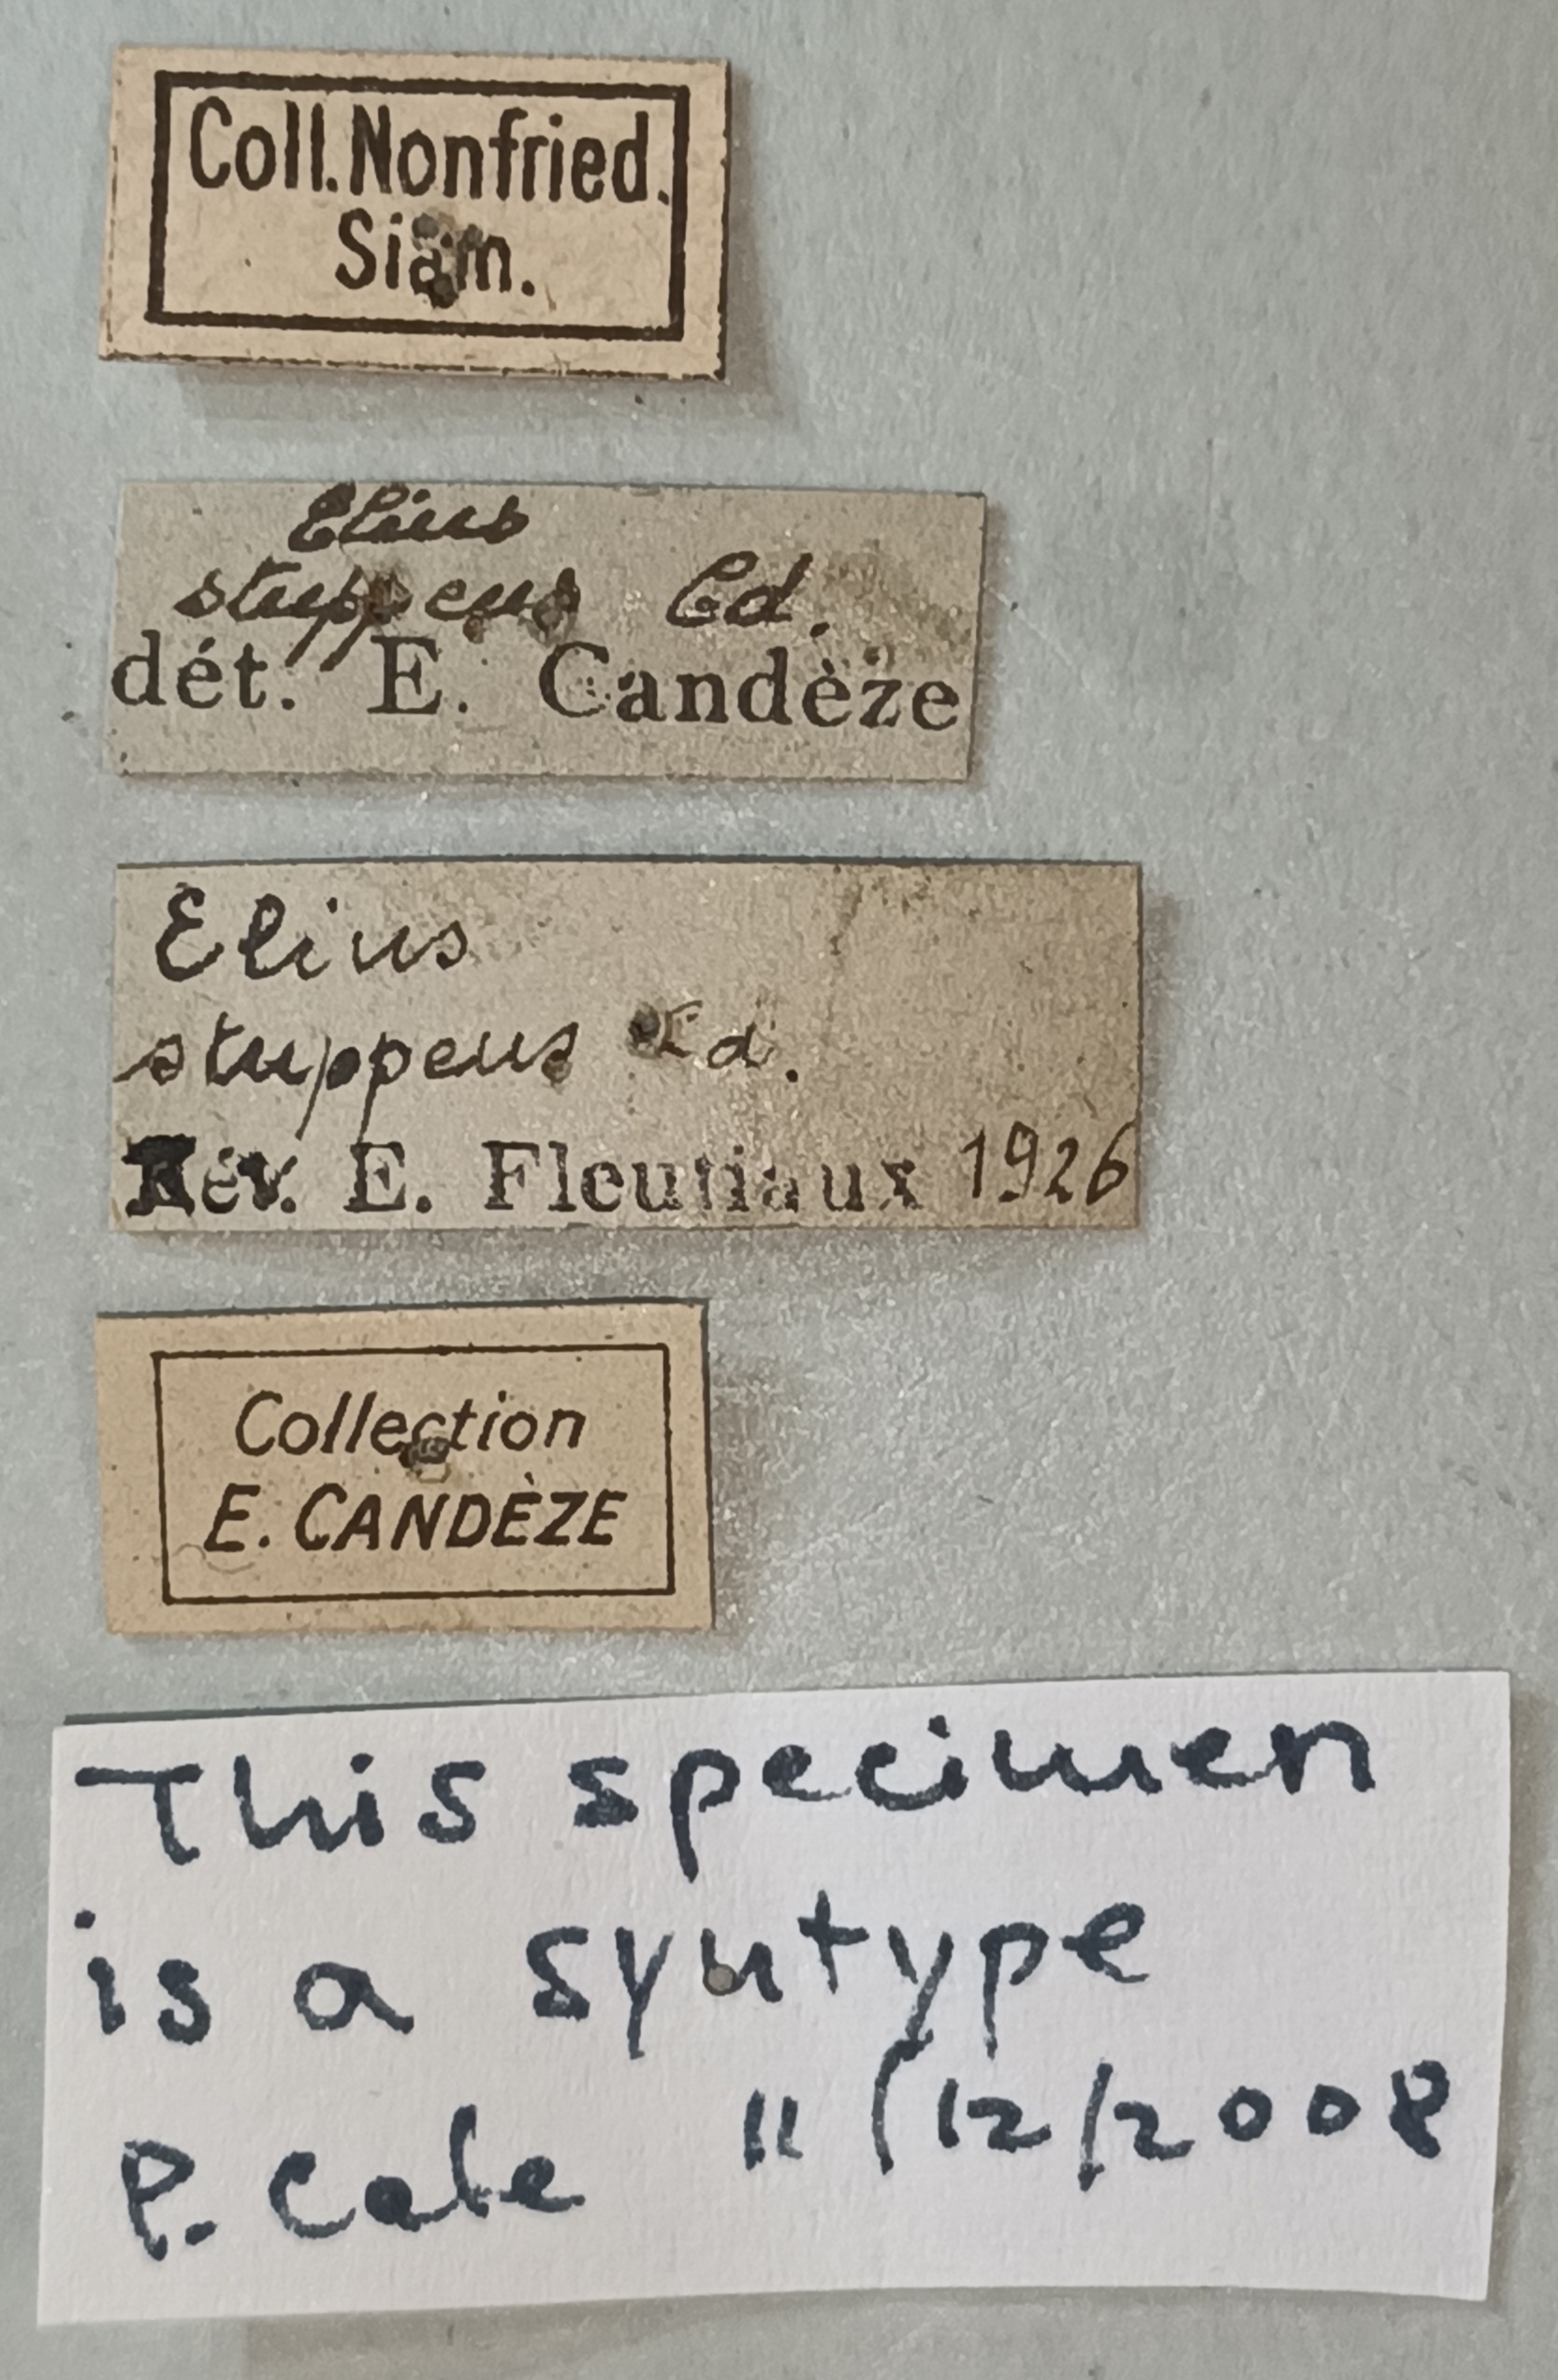 Coll. Nonfried.
Siam.
Elius
stuppeus Cd.
dét. E. Candèze
Elius
stuppeus Cd.
Rév. E. Fleutiaux 1926
Collection
E. CANDÈZE
This specimen
is a syntype
P. Cate 11/12/2008